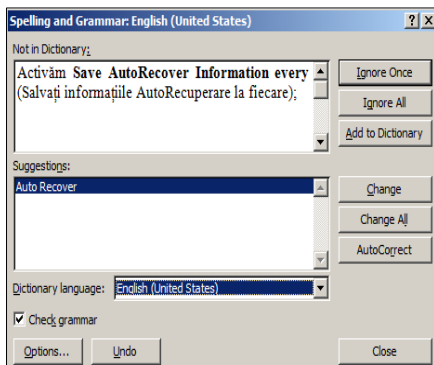 Spelling and Grammar: English (United States)
Not in Dictionary:
Activăm Save AutoRecover Information every
(Salvați informațiile AutoRecuperare la fiecare);
Ignore Once
Ignore All
Add to Dictionary
Suggestions:
Auto Recover
Change
Change All
AutoCorrect
Dictionary language: English (United States)
Check grammar
Options... Undo Close